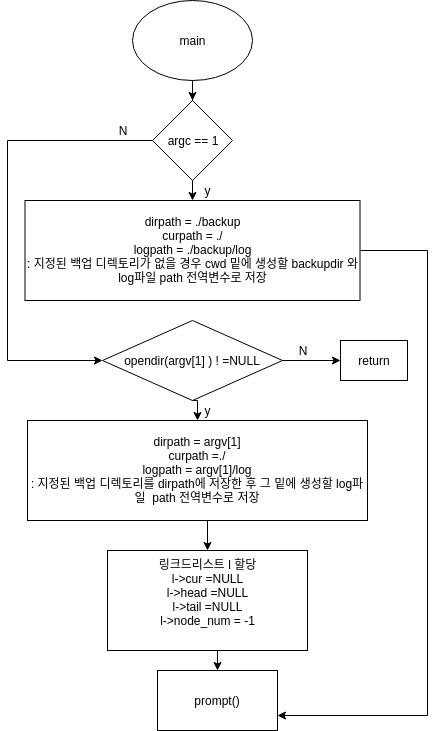 main
argc == 1
N
y
dirpath = ./backup
curpath = ./
logpath = ./backup/log
: 지정된 백업 디렉토리가 없을 경우 cwd 밑에 생성할 backupdir 와
log파일 path 전역변수로 저장
opendir(argv[1] ) ! =NULL
N
return
y
dirpath = argv[1]
curpath =./
logpath = argv[1]/log
: 지정된 백업 디렉토리를 dirpath에 저장한 후 그 밑에 생성할 log파
일 path 전역변수로 저장
링크드리스트 l 할당
l->cur =NULL
l->head =NULL
l->tail =NULL
l->node_num = -1
prompt()